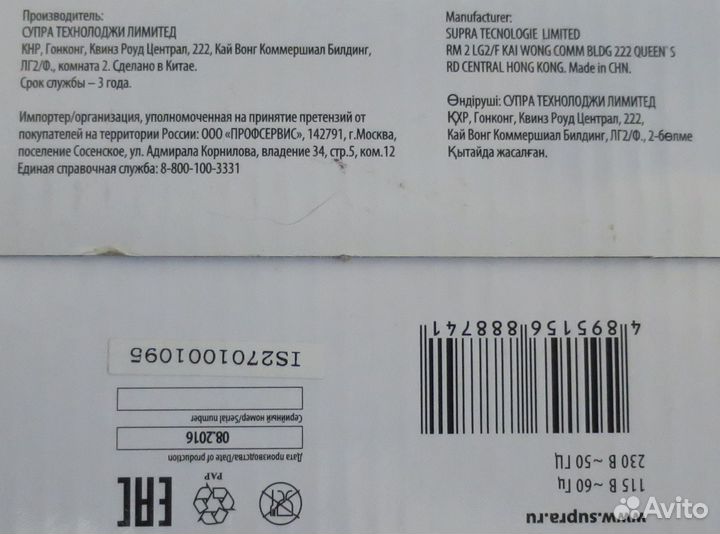 Производитель:
СУПРА ТЕХНОЛОДЖИ ЛИМИТЕД
КНР, Гонконг, Квинз Роуд Централ, 222, Кай Вонг Коммершиал Билдинг,
ЛГ2/Ф., комната 2. Сделано в Китае.
Срок службы – 3 года.
Импортер/организация, уполномоченная на принятие претензий от
покупателей на территории России: ООО «ПРОФСЕРВИС», 142791, г.Москва,
поселение Сосенское, ул. Адмирала Корнилова, владение 34, стр.5, ком.12
Единая справочная служба: 8-800-100-3331
Manufacturer:
SUPRA TECNOLOGIE LIMITED
RM 2 LG2/F KAI WONG COMM BLDG 222 QUEEN`S
RD CENTRAL HONG KONG. Made in CHN.
Өндіруші: СУПРА ТЕХНОЛОДЖИ ЛИМИТЕД
ҚХР, Гонконг, Квинз Роуд Централ, 222,
Кай Вонг Коммершиал Билдинг, ЛГ2/Ф., 2-бөлме
Қытайда жасалған.
www.supra.ru
115 В ~ 60 Гц
230 В ~ 50 ГЦ
4895156888741
EAC
PAP
Дата производства/Date of production
08.2016
Серийный номер/Serial number
IS2701001095
Avito